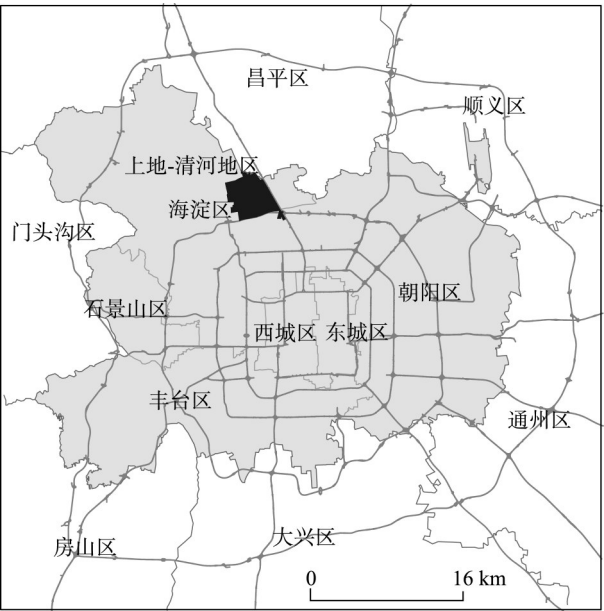 昌平区
顺义区
上地-清河地区
海淀区
门头沟区
朝阳区
石景山区
西城区
东城区
丰台区
通州区
大兴区
房山区
0
16 km